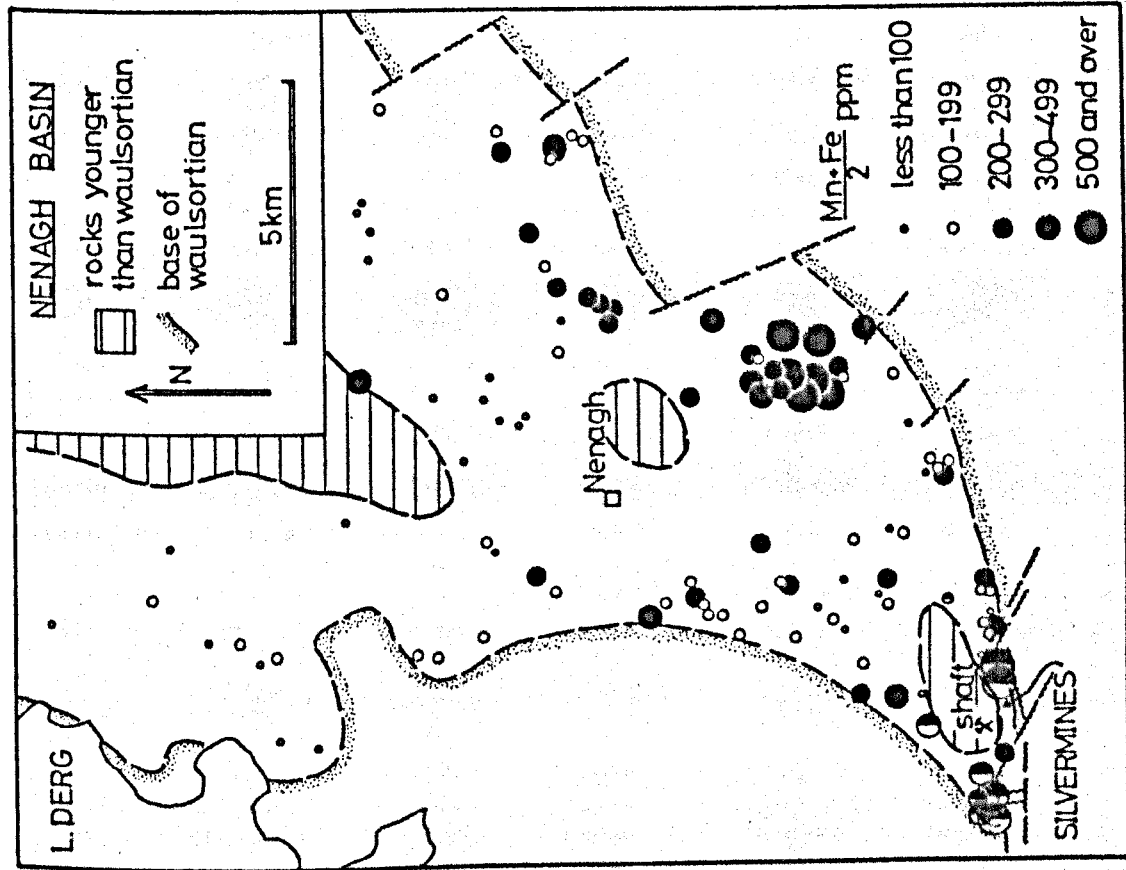 NENAGH BASIN
rocks younger
than waulsortian
base of
waulsortian
N
5km
L. DERG
Nenagh
Mn+Fe ppm
2
less than 100
100-199
200-299
300-499
500 and over
F shaft
x
SILVERMINES